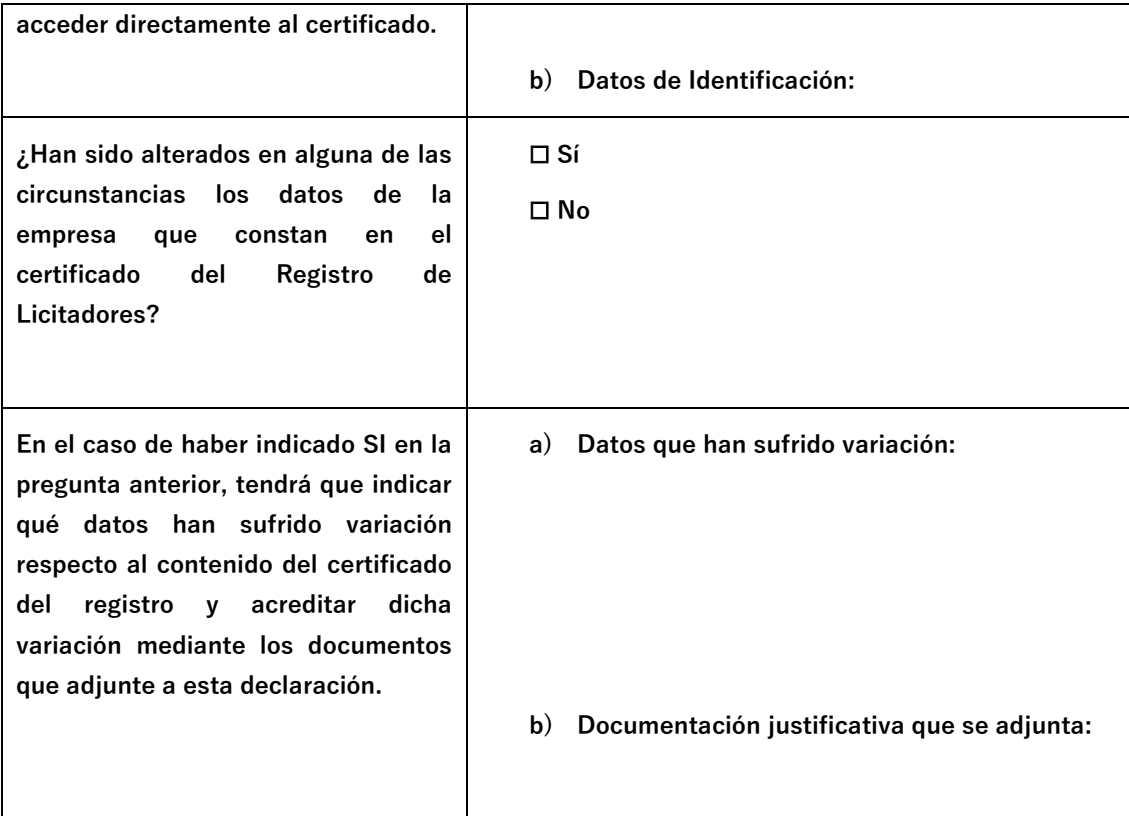 acceder directamente al certificado.
b) Datos de Identificación:
¿Han sido alterados en alguna de las
circunstancias los datos de la
empresa que constan en el
certificado del Registro de
Licitadores?
☐ Sí
☐ No
En el caso de haber indicado SI en la
pregunta anterior, tendrá que indicar
qué datos han sufrido variación
respecto al contenido del certificado
del registro y acreditar dicha
variación mediante los documentos
que adjunte a esta declaración.
a) Datos que han sufrido variación:
b) Documentación justificativa que se adjunta: